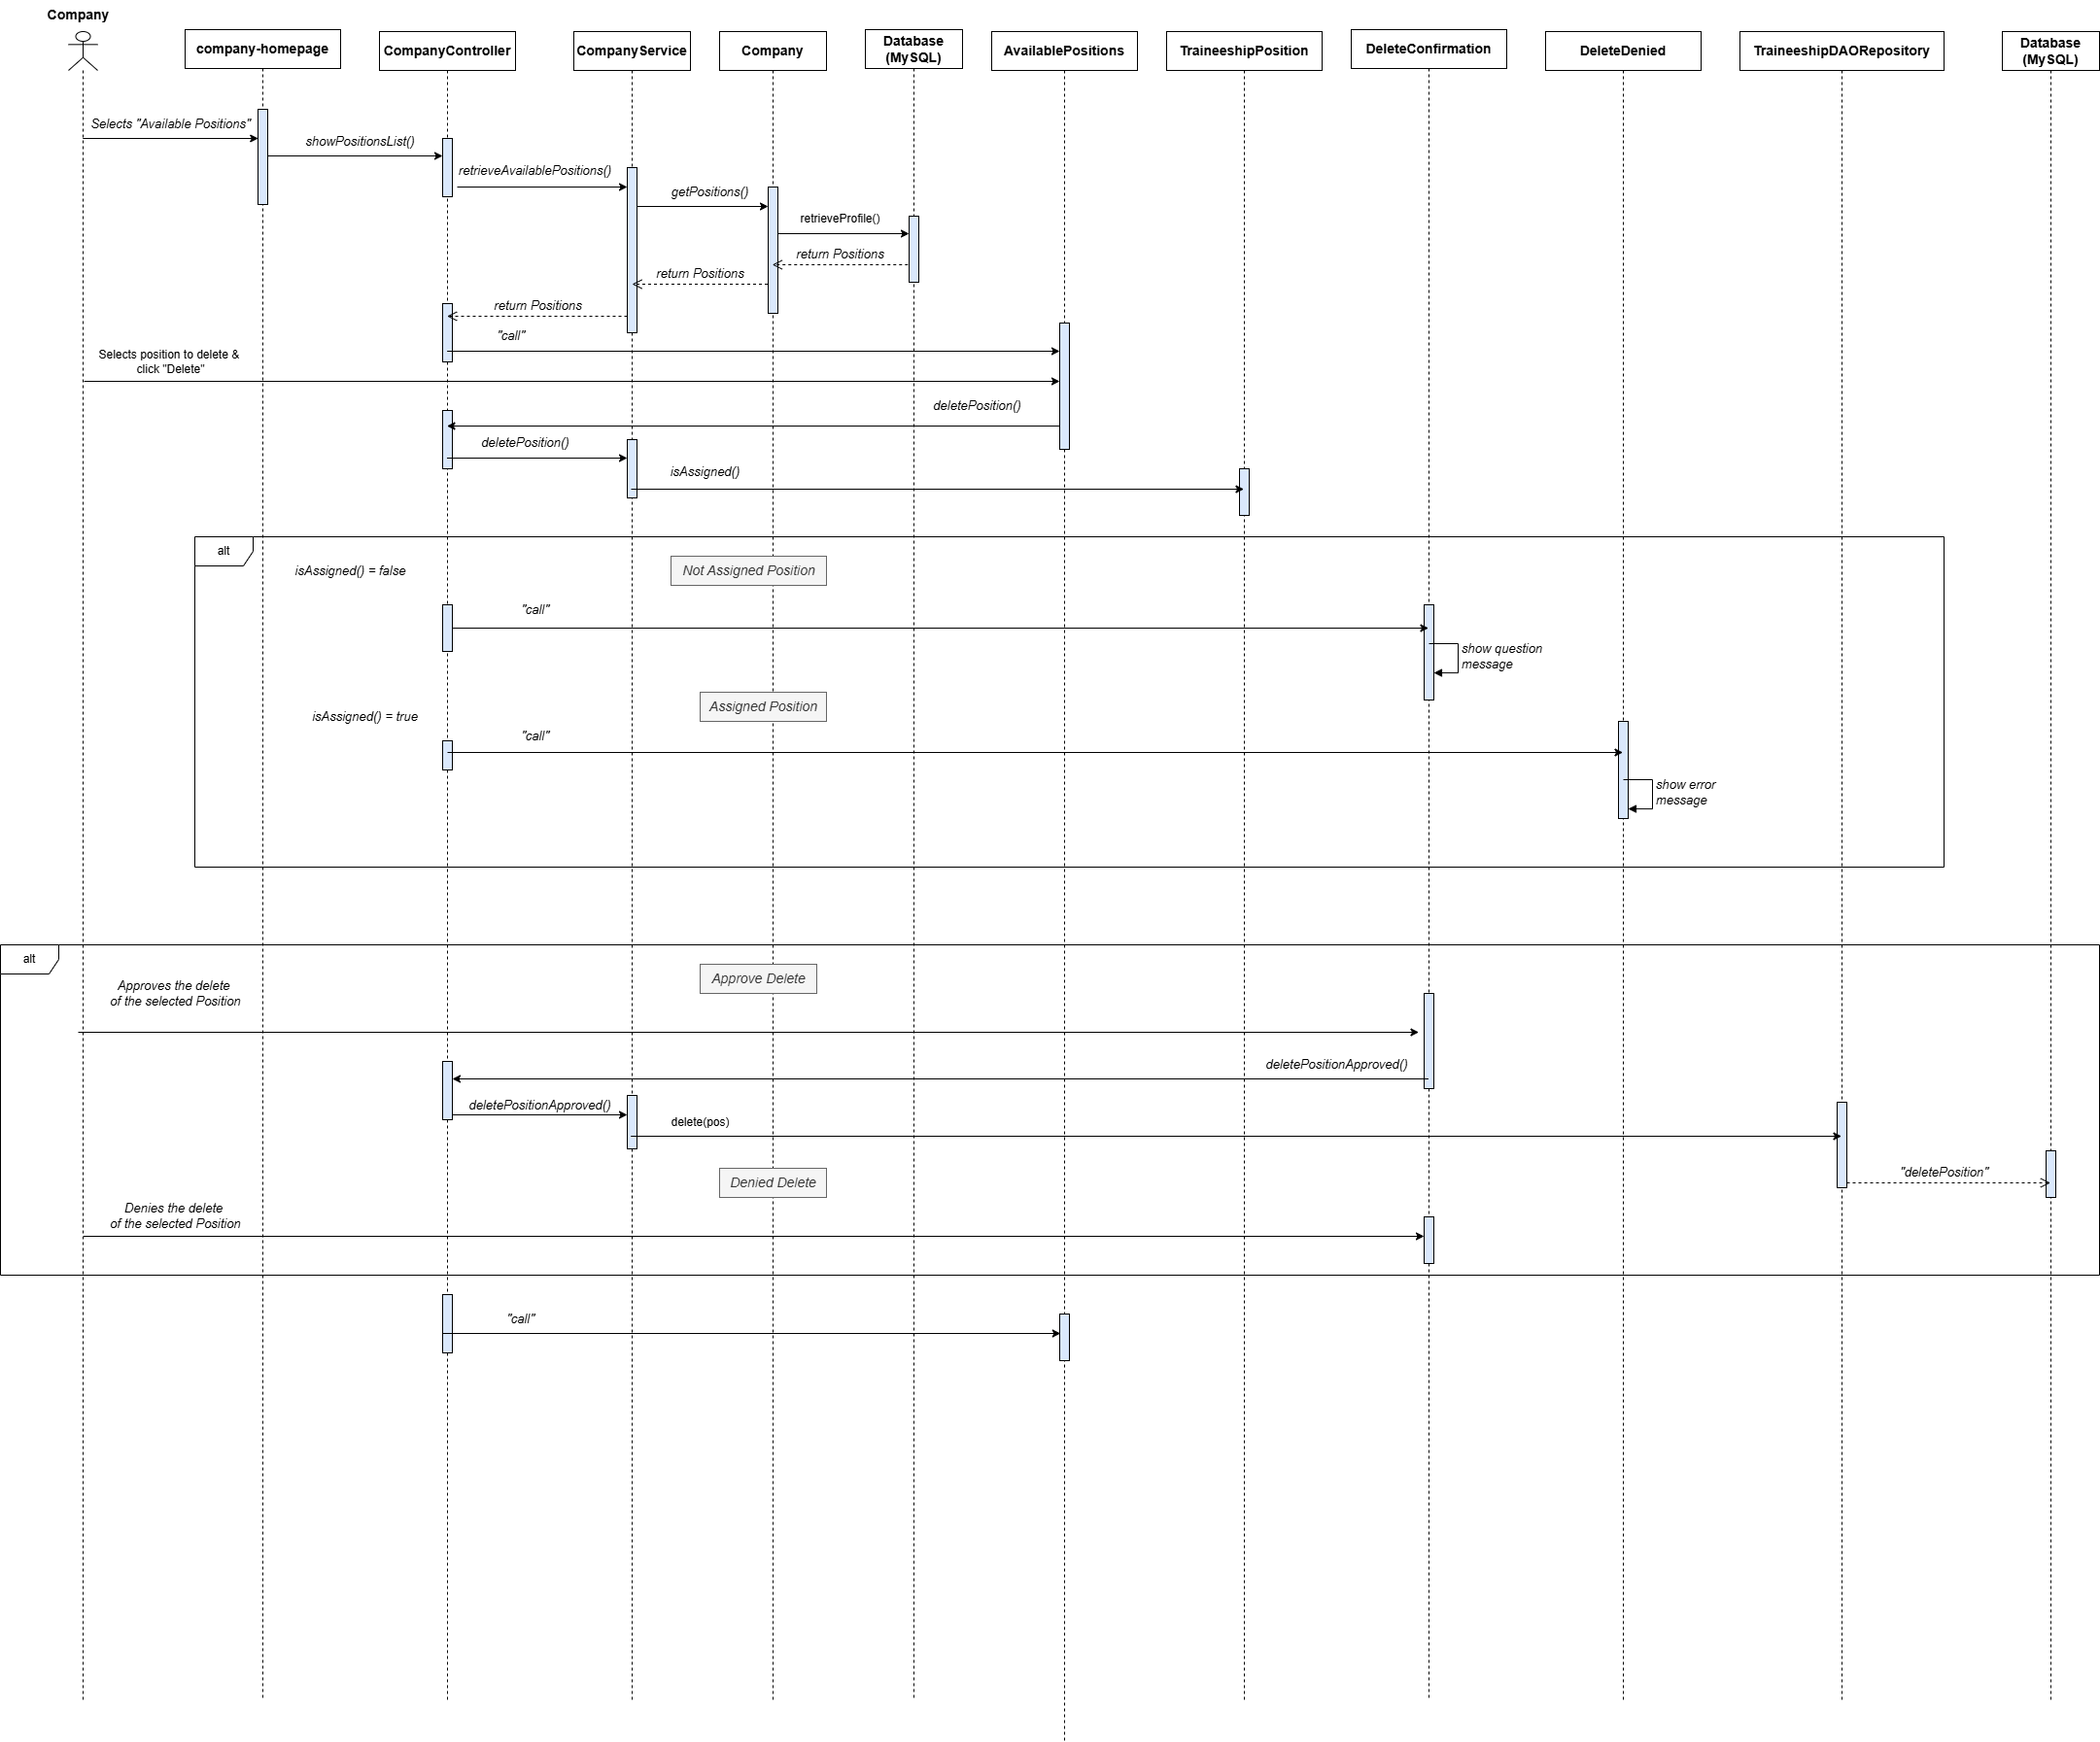 Company
company-homepage
CompanyController
CompanyService
Company
Database
(MySQL)
AvailablePositions
TraineeshipPosition
DeleteConfirmation
DeleteDenied
TraineeshipDAORepository
Database
(MySQL)
Selects "Available Positions"
showPositionsList()
retrieveAvailablePositions()
getPositions()
retrieveProfile()
return Positions
return Positions
return Positions
"call"
Selects position to delete &
click "Delete"
deletePosition()
deletePosition()
isAssigned()
alt
isAssigned() = false
Not Assigned Position
"call"
show question
message
Assigned Position
isAssigned() = true
"call"
show error
message
alt
Approve Delete
Approves the delete
of the selected Position
deletePositionApproved()
deletePositionApproved()
delete(pos)
"deletePosition"
Denied Delete
Denies the delete
of the selected Position
"call"